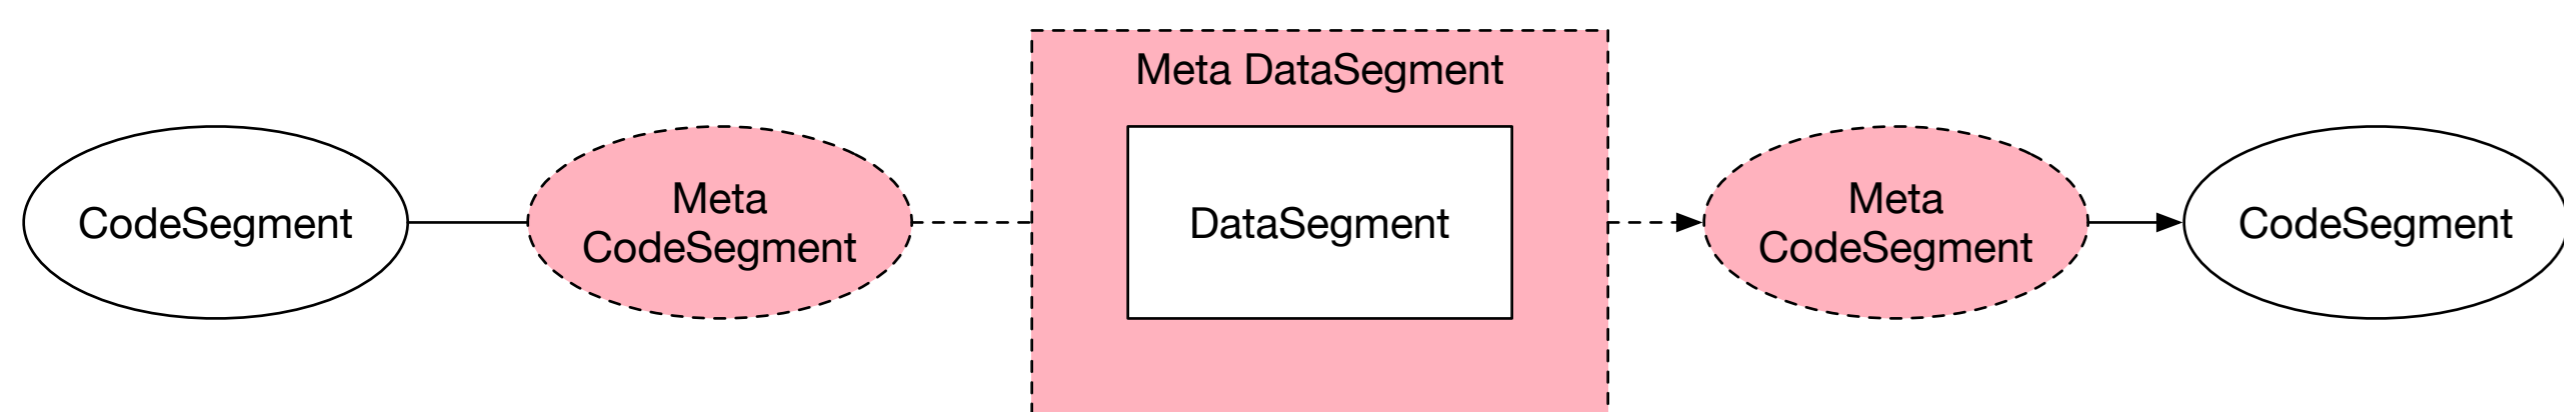 Meta DataSegment
CodeSegment
Meta
CodeSegment
DataSegment
Meta
CodeSegment
CodeSegment